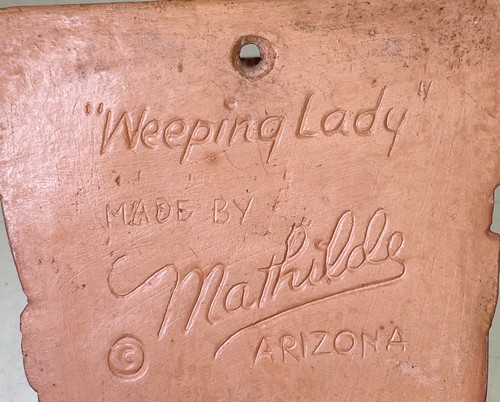 "Weeping Lady"
MADE BY
Mathilde
© ARIZONA